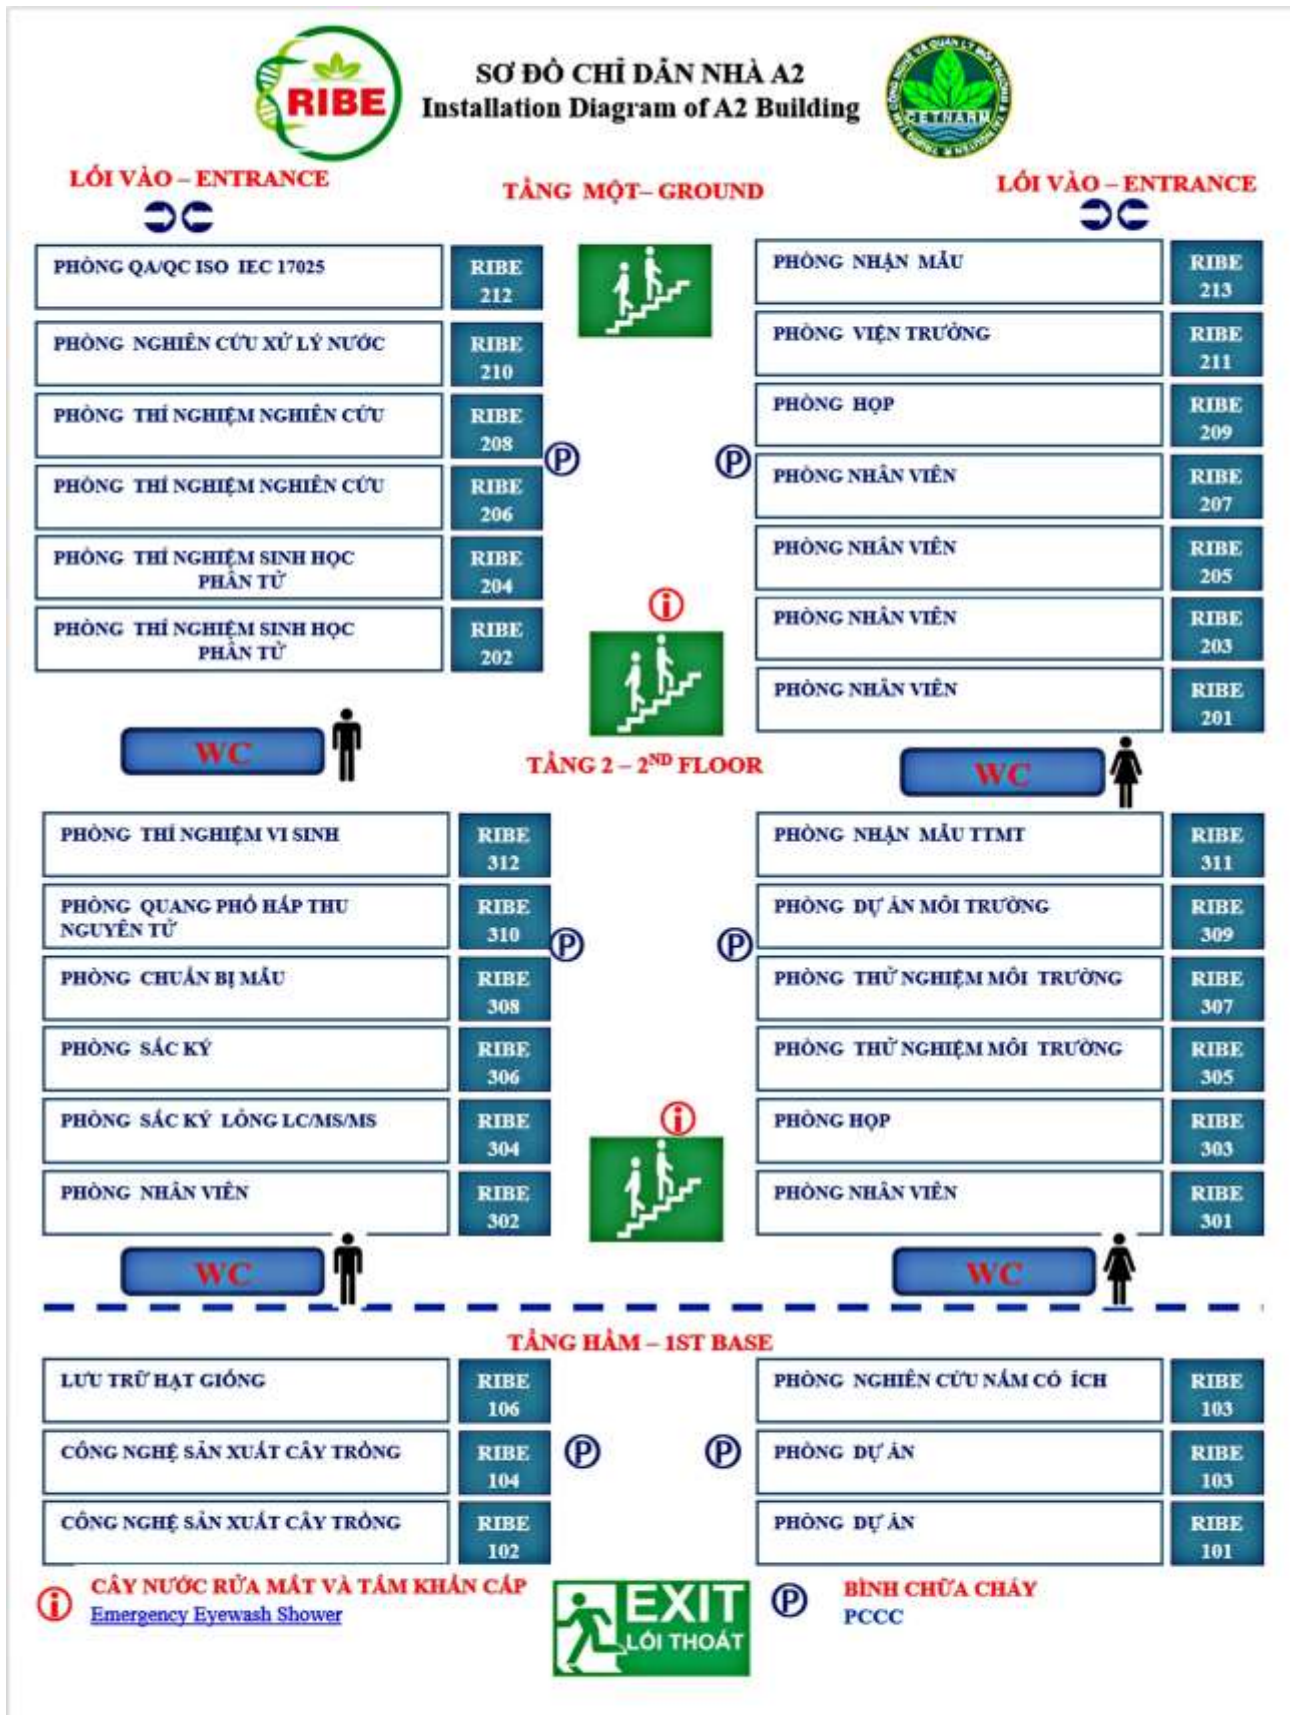 RIBE
SƠ ĐỒ CHỈ DẪN NHÀ A2
Installation Diagram of A2 Building
TRUNG TÂM CÔNG NGHỆ VÀ QUẢN LÝ MÔI TRƯỜNG & TÀI NGUYÊN
CETNARM
LỐI VÀO – ENTRANCE
TẦNG MỘT– GROUND
LỐI VÀO – ENTRANCE
PHÒNG QA/QC ISO IEC 17025
RIBE
212
PHÒNG NGHIÊN CỨU XỬ LÝ NƯỚC
RIBE
210
PHÒNG THÍ NGHIỆM NGHIÊN CỨU
RIBE
208
PHÒNG THÍ NGHIỆM NGHIÊN CỨU
RIBE
206
PHÒNG THÍ NGHIỆM SINH HỌC
PHÂN TỬ
RIBE
204
PHÒNG THÍ NGHIỆM SINH HỌC
PHÂN TỬ
RIBE
202
P
P
i
PHÒNG NHẬN MẪU
RIBE
213
PHÒNG VIỆN TRƯỞNG
RIBE
211
PHÒNG HỌP
RIBE
209
PHÒNG NHÂN VIÊN
RIBE
207
PHÒNG NHÂN VIÊN
RIBE
205
PHÒNG NHÂN VIÊN
RIBE
203
PHÒNG NHÂN VIÊN
RIBE
201
WC
TẦNG 2 – 2ND FLOOR
WC
PHÒNG THÍ NGHIỆM VI SINH
RIBE
312
PHÒNG QUANG PHỔ HẤP THU
NGUYÊN TỬ
RIBE
310
PHÒNG CHUẨN BỊ MẪU
RIBE
308
PHÒNG SẮC KÝ
RIBE
306
PHÒNG SẮC KÝ LỎNG LC/MS/MS
RIBE
304
PHÒNG NHÂN VIÊN
RIBE
302
P
P
i
PHÒNG NHẬN MẪU TTMT
RIBE
311
PHÒNG DỰ ÁN MÔI TRƯỜNG
RIBE
309
PHÒNG THỬ NGHIỆM MÔI TRƯỜNG
RIBE
307
PHÒNG THỬ NGHIỆM MÔI TRƯỜNG
RIBE
305
PHÒNG HỌP
RIBE
303
PHÒNG NHÂN VIÊN
RIBE
301
WC
WC
TẦNG HẦM – 1ST BASE
LƯU TRỮ HẠT GIỐNG
RIBE
106
CÔNG NGHỆ SẢN XUẤT CÂY TRỒNG
RIBE
104
CÔNG NGHỆ SẢN XUẤT CÂY TRỒNG
RIBE
102
P
P
PHÒNG NGHIÊN CỨU NẤM CÓ ÍCH
RIBE
103
PHÒNG DỰ ÁN
RIBE
103
PHÒNG DỰ ÁN
RIBE
101
i
CÂY NƯỚC RỬA MẮT VÀ TẮM KHẨN CẤP
Emergency Eyewash Shower
EXIT
LỐI THOÁT
P
BÌNH CHỮA CHÁY
PCCC